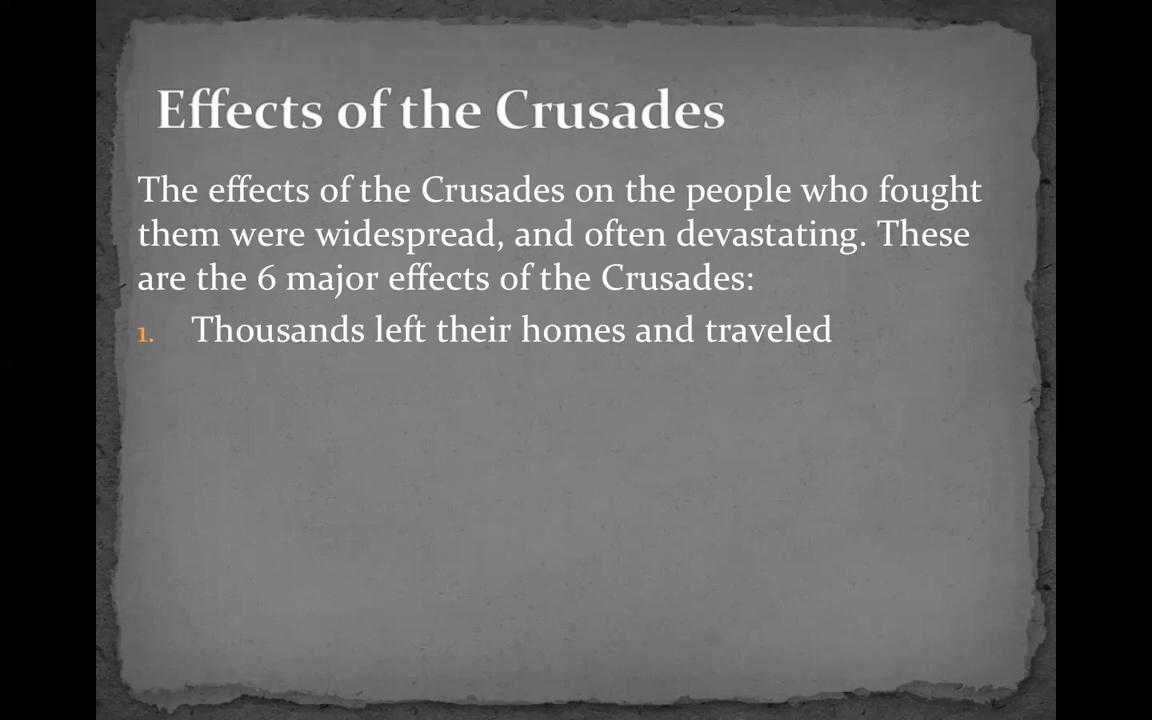 Effects of the Crusades
The effects of the Crusades on the people who fought
them were widespread, and often devastating. These
are the 6 major effects of the Crusades:
1. Thousands left their homes and traveled